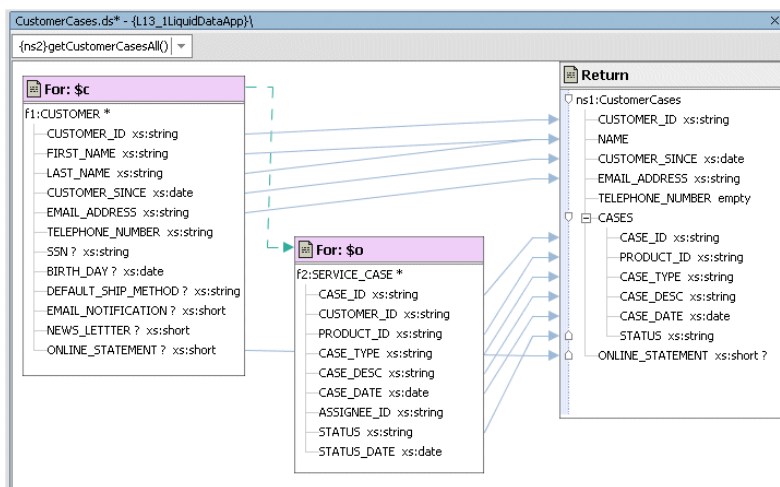 CustomerCases.ds* - {L13_1LiquidDataApp}\
{ns2}getCustomerCasesAll()
For: $c
f1:CUSTOMER *
CUSTOMER_ID xs:string
FIRST_NAME xs:string
LAST_NAME xs:string
CUSTOMER_SINCE xs:date
EMAIL_ADDRESS xs:string
TELEPHONE_NUMBER xs:string
SSN ? xs:string
BIRTH_DAY ? xs:date
DEFAULT_SHIP_METHOD ? xs:string
EMAIL_NOTIFICATION ? xs:short
NEWS_LETTTER ? xs:short
ONLINE_STATEMENT ? xs:short
For: $o
f2:SERVICE_CASE *
CASE_ID xs:string
CUSTOMER_ID xs:string
PRODUCT_ID xs:string
CASE_TYPE xs:string
CASE_DESC xs:string
CASE_DATE xs:date
ASSIGNEE_ID xs:string
STATUS xs:string
STATUS_DATE xs:date
Return
ns1:CustomerCases
CUSTOMER_ID xs:string
NAME
CUSTOMER_SINCE xs:date
EMAIL_ADDRESS xs:string
TELEPHONE_NUMBER empty
CASES
CASE_ID xs:string
PRODUCT_ID xs:string
CASE_TYPE xs:string
CASE_DESC xs:string
CASE_DATE xs:date
STATUS xs:string
ONLINE_STATEMENT xs:short ?